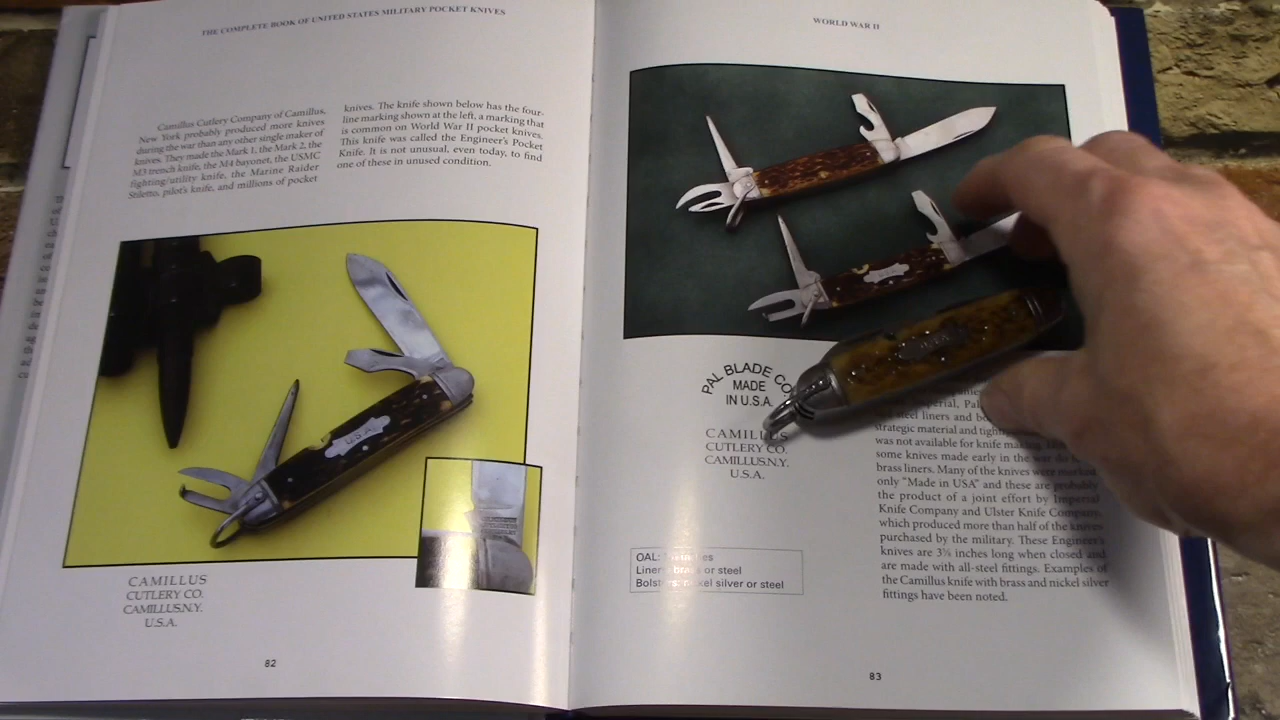 THE COMPLETE BOOK OF UNITED STATES MILITARY POCKET KNIVES
Camillus Cutlery Company of Camillus,
New York probably produced more knives
during the war than any other single maker of
knives. They made the Mark 1, the Mark 2, the
M3 trench knife, the M4 bayonet, the USMC
fighting/utility knife, the Marine Raider
Stiletto, pilot's knife, and millions of pocket
knives. The knife shown below has the four-
line marking shown at the left, a marking that
is common on World War II pocket knives.
This knife was called the Engineer's Pocket
Knife. It is not unusual, even today, to find
one of these in unused condition.
U.S.A.
CAMILLUS
CUTLERY CO.
CAMILLUS.N.Y.
U.S.A.
82
WORLD WAR II
PAL BLADE CO
MADE
IN U.S.A.
CAMILLUS
CUTLERY CO.
CAMILLUS.N.Y.
U.S.A.
OAL:
Liner: brass or steel
Bolsters: nickel silver or steel
steel liners and
strategic material and
was not available for knife making.
some knives made early in the war
brass liners. Many of the knives were marked
only "Made in USA" and these are probably
the product of a joint effort by Imperial
Knife Company and Ulster Knife Company,
which produced more than half of the knives
purchased by the military. These Engineer's
knives are 3⅝ inches long when closed and
are made with all-steel fittings. Examples of
the Camillus knife with brass and nickel silver
fittings have been noted.
83